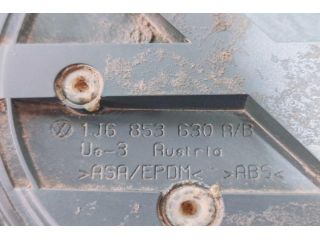 1J6 853 630 A/B
Ua-3 Austria
>ASA/EPDM< >ABS<